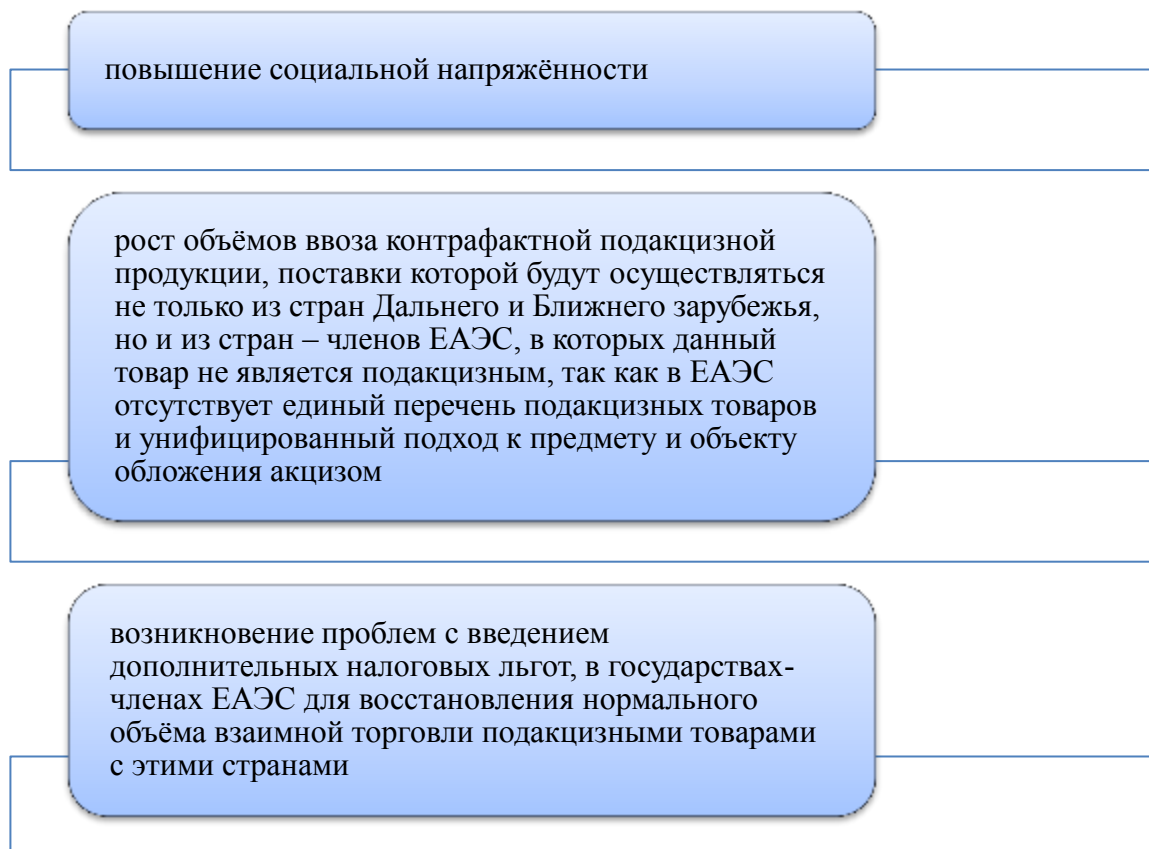 повышение социальной напряжённости
рост объёмов ввоза контрафактной подакцизной
продукции, поставки которой будут осуществляться
не только из стран Дальнего и Ближнего зарубежья,
но и из стран – членов ЕАЭС, в которых данный
товар не является подакцизным, так как в ЕАЭС
отсутствует единый перечень подакцизных товаров
и унифицированный подход к предмету и объекту
обложения акцизом
возникновение проблем с введением
дополнительных налоговых льгот, в государствах-
членах ЕАЭС для восстановления нормального
объёма взаимной торговли подакцизными товарами
с этими странами